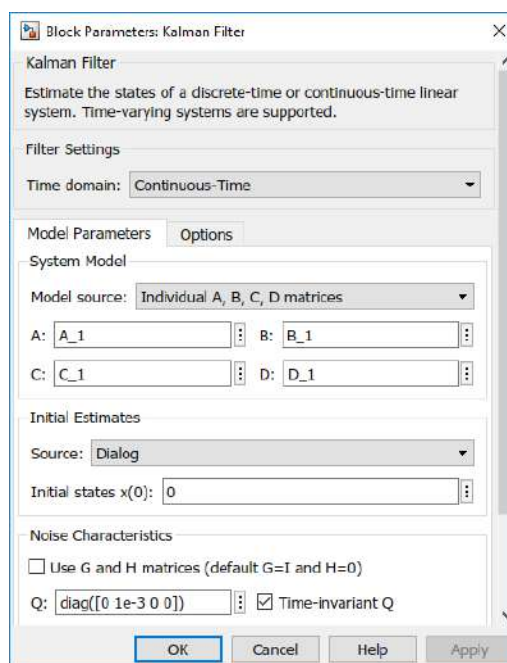 Block Parameters: Kalman Filter
Kalman Filter
Estimate the states of a discrete-time or continuous-time linear
system. Time-varying systems are supported.
Filter Settings
Time domain: Continuous-Time
Model Parameters Options
System Model
Model source: Individual A, B, C, D matrices
A: A_1 B: B_1
C: C_1 D: D_1
Initial Estimates
Source: Dialog
Initial states x(0): 0
Noise Characteristics
Use G and H matrices (default G=I and H=0)
Q: diag([0 1e-3 0 0]) Time-invariant Q
OK Cancel Help Apply